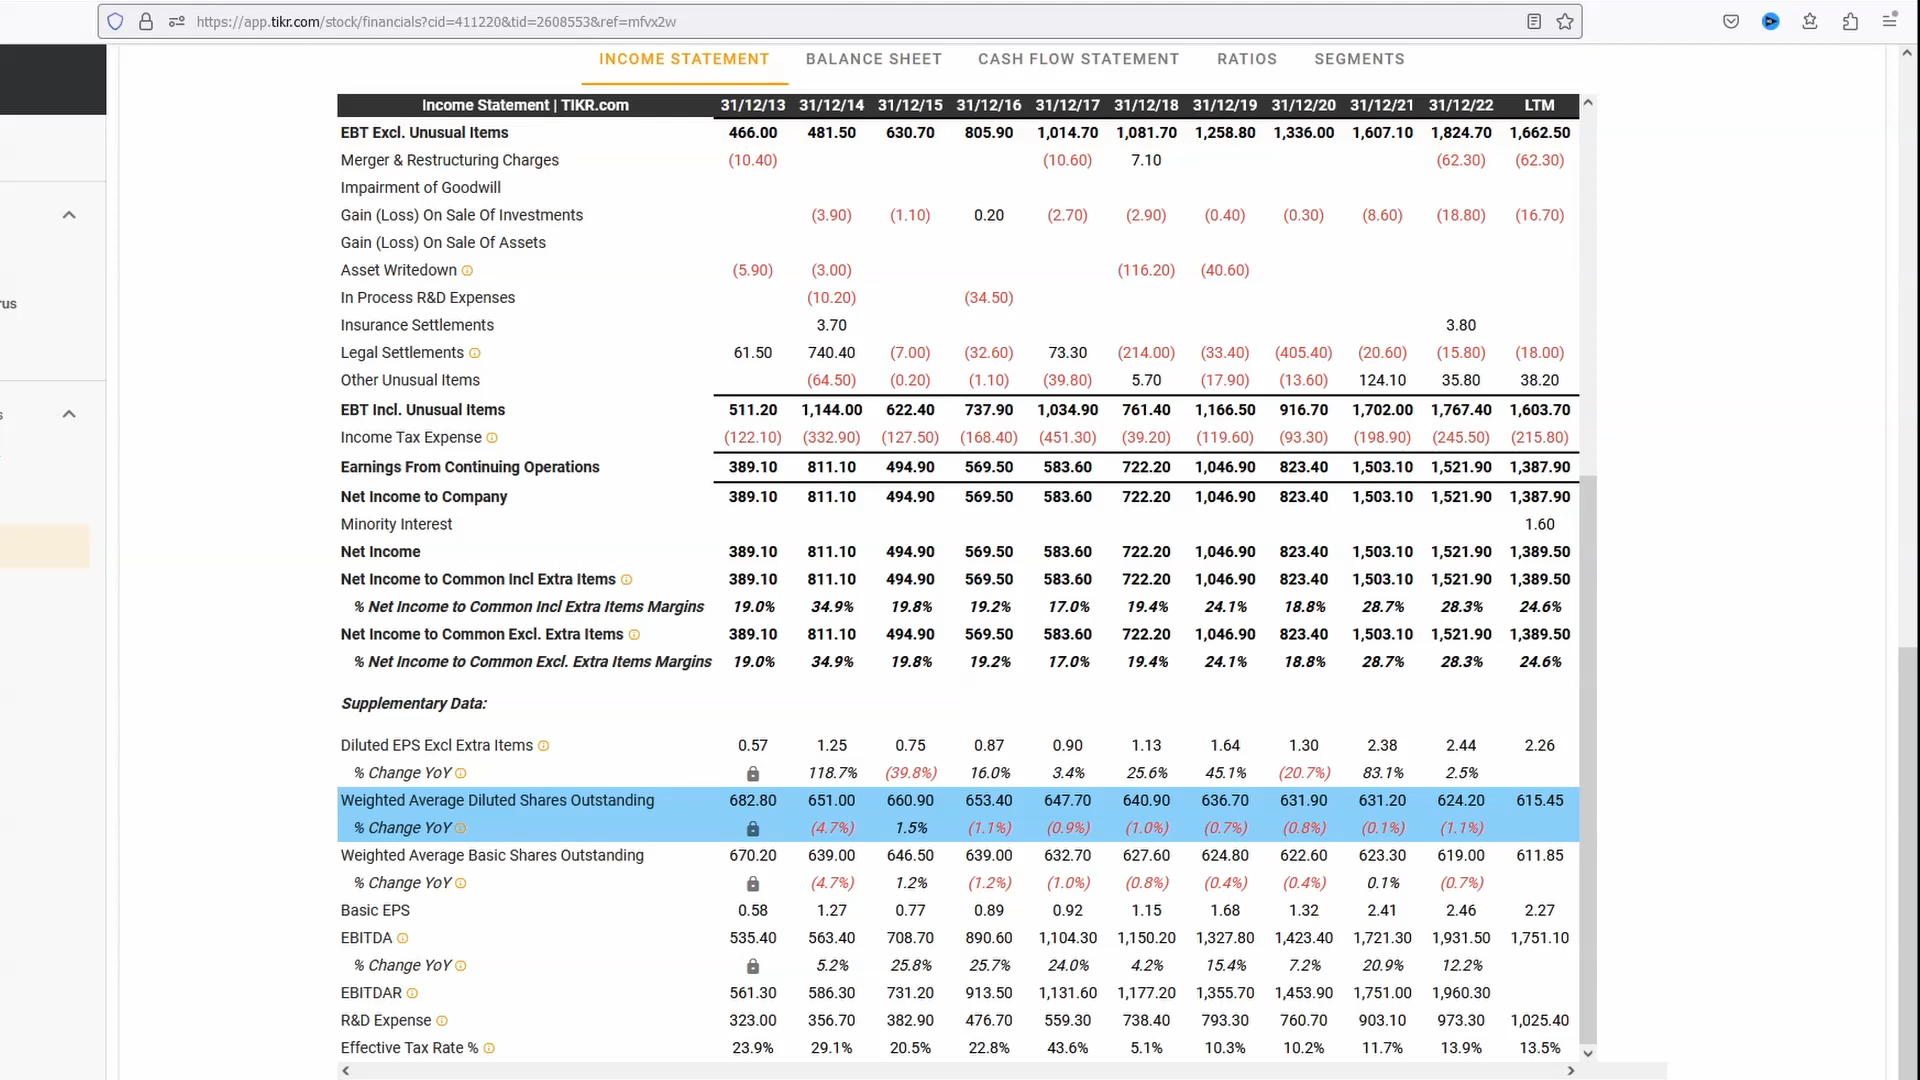 https://app.tikr.com/stock/financials?cid=411220&tid=2608553&ref=mfvx2w
INCOME STATEMENT BALANCE SHEET CASH FLOW STATEMENT RATIOS SEGMENTS
Income Statement | TIKR.com 31/12/13 31/12/14 31/12/15 31/12/16 31/12/17 31/12/18 31/12/19 31/12/20 31/12/21 31/12/22 LTM
EBT Excl. Unusual Items 466.00 481.50 630.70 805.90 1,014.70 1,081.70 1,258.80 1,336.00 1,607.10 1,824.70 1,662.50
Merger & Restructuring Charges (10.40) (10.60) 7.10 (62.30) (62.30)
Impairment of Goodwill
Gain (Loss) On Sale Of Investments (3.90) (1.10) 0.20 (2.70) (2.90) (0.40) (0.30) (8.60) (18.80) (16.70)
Gain (Loss) On Sale Of Assets
Asset Writedown (5.90) (3.00) (116.20) (40.60)
In Process R&D Expenses (10.20) (34.50)
rus
Insurance Settlements 3.70 3.80
Legal Settlements 61.50 740.40 (7.00) (32.60) 73.30 (214.00) (33.40) (405.40) (20.60) (15.80) (18.00)
Other Unusual Items (64.50) (0.20) (1.10) (39.80) 5.70 (17.90) (13.60) 124.10 35.80 38.20
EBT Incl. Unusual Items 511.20 1,144.00 622.40 737.90 1,034.90 761.40 1,166.50 916.70 1,702.00 1,767.40 1,603.70
s
Income Tax Expense (122.10) (332.90) (127.50) (168.40) (451.30) (39.20) (119.60) (93.30) (198.90) (245.50) (215.80)
Earnings From Continuing Operations 389.10 811.10 494.90 569.50 583.60 722.20 1,046.90 823.40 1,503.10 1,521.90 1,387.90
Net Income to Company 389.10 811.10 494.90 569.50 583.60 722.20 1,046.90 823.40 1,503.10 1,521.90 1,387.90
Minority Interest 1.60
Net Income 389.10 811.10 494.90 569.50 583.60 722.20 1,046.90 823.40 1,503.10 1,521.90 1,389.50
Net Income to Common Incl Extra Items 389.10 811.10 494.90 569.50 583.60 722.20 1,046.90 823.40 1,503.10 1,521.90 1,389.50
% Net Income to Common Incl Extra Items Margins 19.0% 34.9% 19.8% 19.2% 17.0% 19.4% 24.1% 18.8% 28.7% 28.3% 24.6%
Net Income to Common Excl. Extra Items 389.10 811.10 494.90 569.50 583.60 722.20 1,046.90 823.40 1,503.10 1,521.90 1,389.50
% Net Income to Common Excl. Extra Items Margins 19.0% 34.9% 19.8% 19.2% 17.0% 19.4% 24.1% 18.8% 28.7% 28.3% 24.6%
Supplementary Data:
Diluted EPS Excl Extra Items 0.57 1.25 0.75 0.87 0.90 1.13 1.64 1.30 2.38 2.44 2.26
% Change YoY 118.7% (39.8%) 16.0% 3.4% 25.6% 45.1% (20.7%) 83.1% 2.5%
Weighted Average Diluted Shares Outstanding 682.80 651.00 660.90 653.40 647.70 640.90 636.70 631.90 631.20 624.20 615.45
% Change YoY (4.7%) 1.5% (1.1%) (0.9%) (1.0%) (0.7%) (0.8%) (0.1%) (1.1%)
Weighted Average Basic Shares Outstanding 670.20 639.00 646.50 639.00 632.70 627.60 624.80 622.60 623.30 619.00 611.85
% Change YoY (4.7%) 1.2% (1.2%) (1.0%) (0.8%) (0.4%) (0.4%) 0.1% (0.7%)
Basic EPS 0.58 1.27 0.77 0.89 0.92 1.15 1.68 1.32 2.41 2.46 2.27
EBITDA 535.40 563.40 708.70 890.60 1,104.30 1,150.20 1,327.80 1,423.40 1,721.30 1,931.50 1,751.10
% Change YoY 5.2% 25.8% 25.7% 24.0% 4.2% 15.4% 7.2% 20.9% 12.2%
EBITDAR 561.30 586.30 731.20 913.50 1,131.60 1,177.20 1,355.70 1,453.90 1,751.00 1,960.30
R&D Expense 323.00 356.70 382.90 476.70 559.30 738.40 793.30 760.70 903.10 973.30 1,025.40
Effective Tax Rate % 23.9% 29.1% 20.5% 22.8% 43.6% 5.1% 10.3% 10.2% 11.7% 13.9% 13.5%